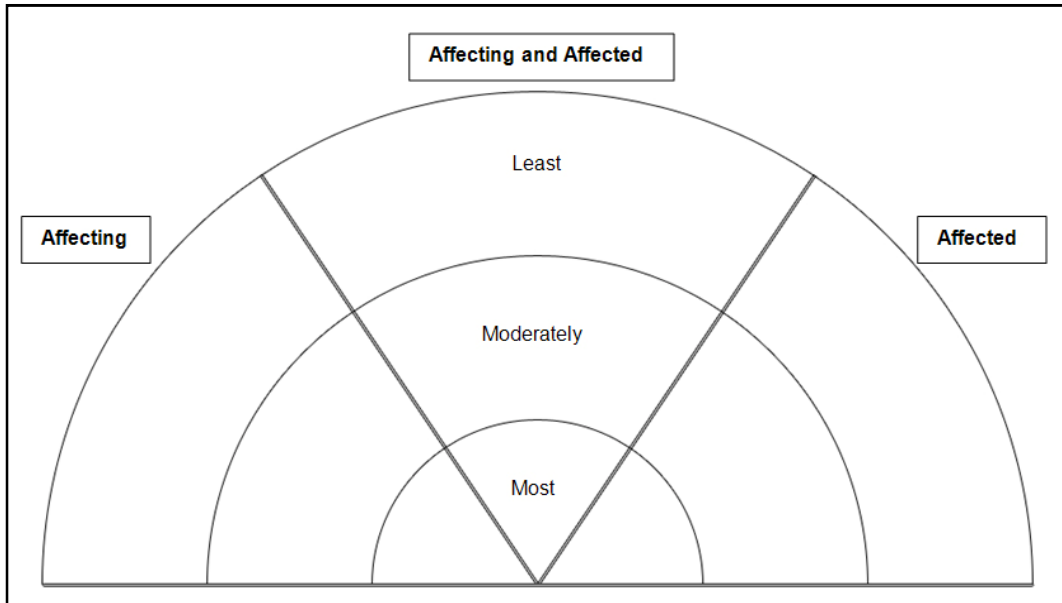 Affecting and Affected
Least
Affecting
Affected
Moderately
Most